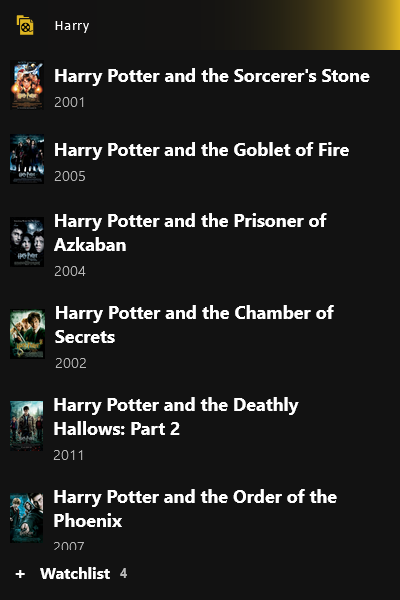 Harry
Harry Potter and the Sorcerer's Stone
2001
Harry Potter and the Goblet of Fire
2005
Harry Potter and the Prisoner of
Azkaban
2004
Harry Potter and the Chamber of
Secrets
2002
Harry Potter and the Deathly
Hallows: Part 2
2011
Harry Potter and the Order of the
Phoenix
2007
+ Watchlist 4